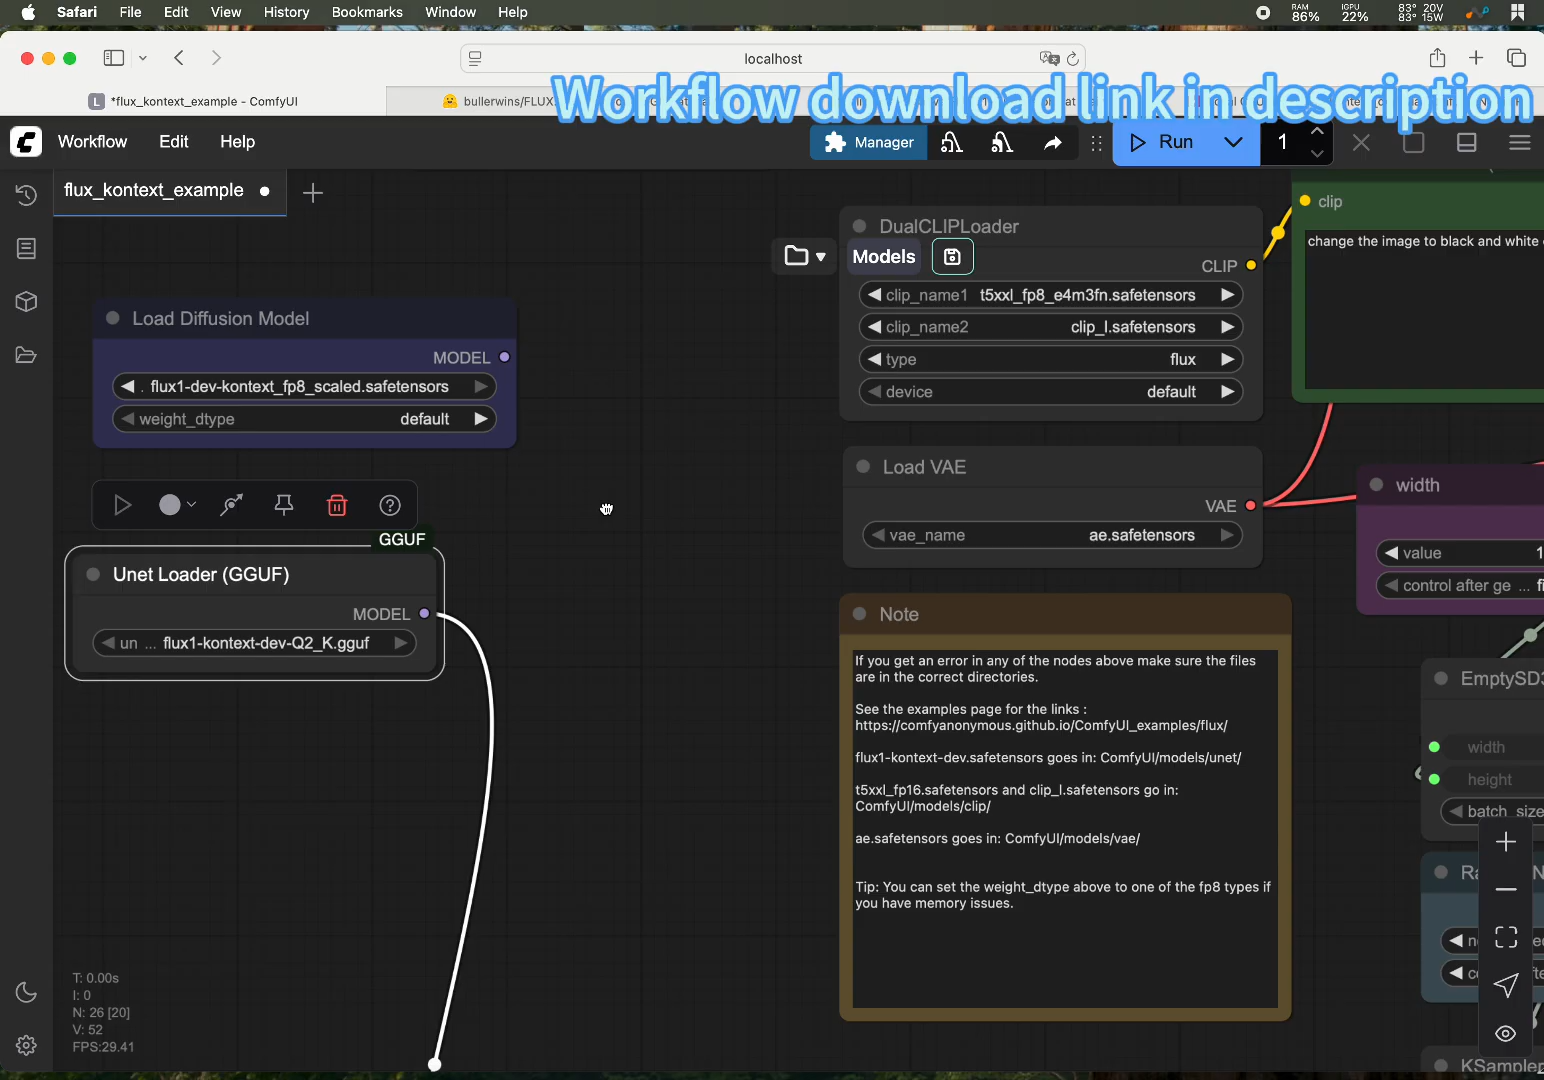 Safari File Edit View History Bookmarks Window Help
RAM 86%
IGPU 22%
83° 20V
83° 15W
localhost
L *flux_kontext_example - ComfyUI
bullerwins/FLUX.
Workflow download link in description
Workflow Edit Help
Manager
Run
1
flux_kontext_example
DualCLIPLoader
Models
CLIP
clip_name1 t5xxl_fp8_e4m3fn.safetensors
clip_name2 clip_l.safetensors
type flux
device default
clip
change the image to black and white
Load Diffusion Model
MODEL
. flux1-dev-kontext_fp8_scaled.safetensors
weight_dtype default
Load VAE
VAE
vae_name ae.safetensors
width
value 1
control after ge ... fi
GGUF
Unet Loader (GGUF)
MODEL
un ... flux1-kontext-dev-Q2_K.gguf
Note
If you get an error in any of the nodes above make sure the files
are in the correct directories.
See the examples page for the links :
https://comfyanonymous.github.io/ComfyUI_examples/flux/
flux1-kontext-dev.safetensors goes in: ComfyUI/models/unet/
t5xxl_fp16.safetensors and clip_l.safetensors go in:
ComfyUI/models/clip/
ae.safetensors goes in: ComfyUI/models/vae/
Tip: You can set the weight_dtype above to one of the fp8 types if
you have memory issues.
EmptySD3
width
height
batch_size
Ra
KSampler
T: 0.00s
I: 0
N: 26 [20]
V: 52
FPS:29.41